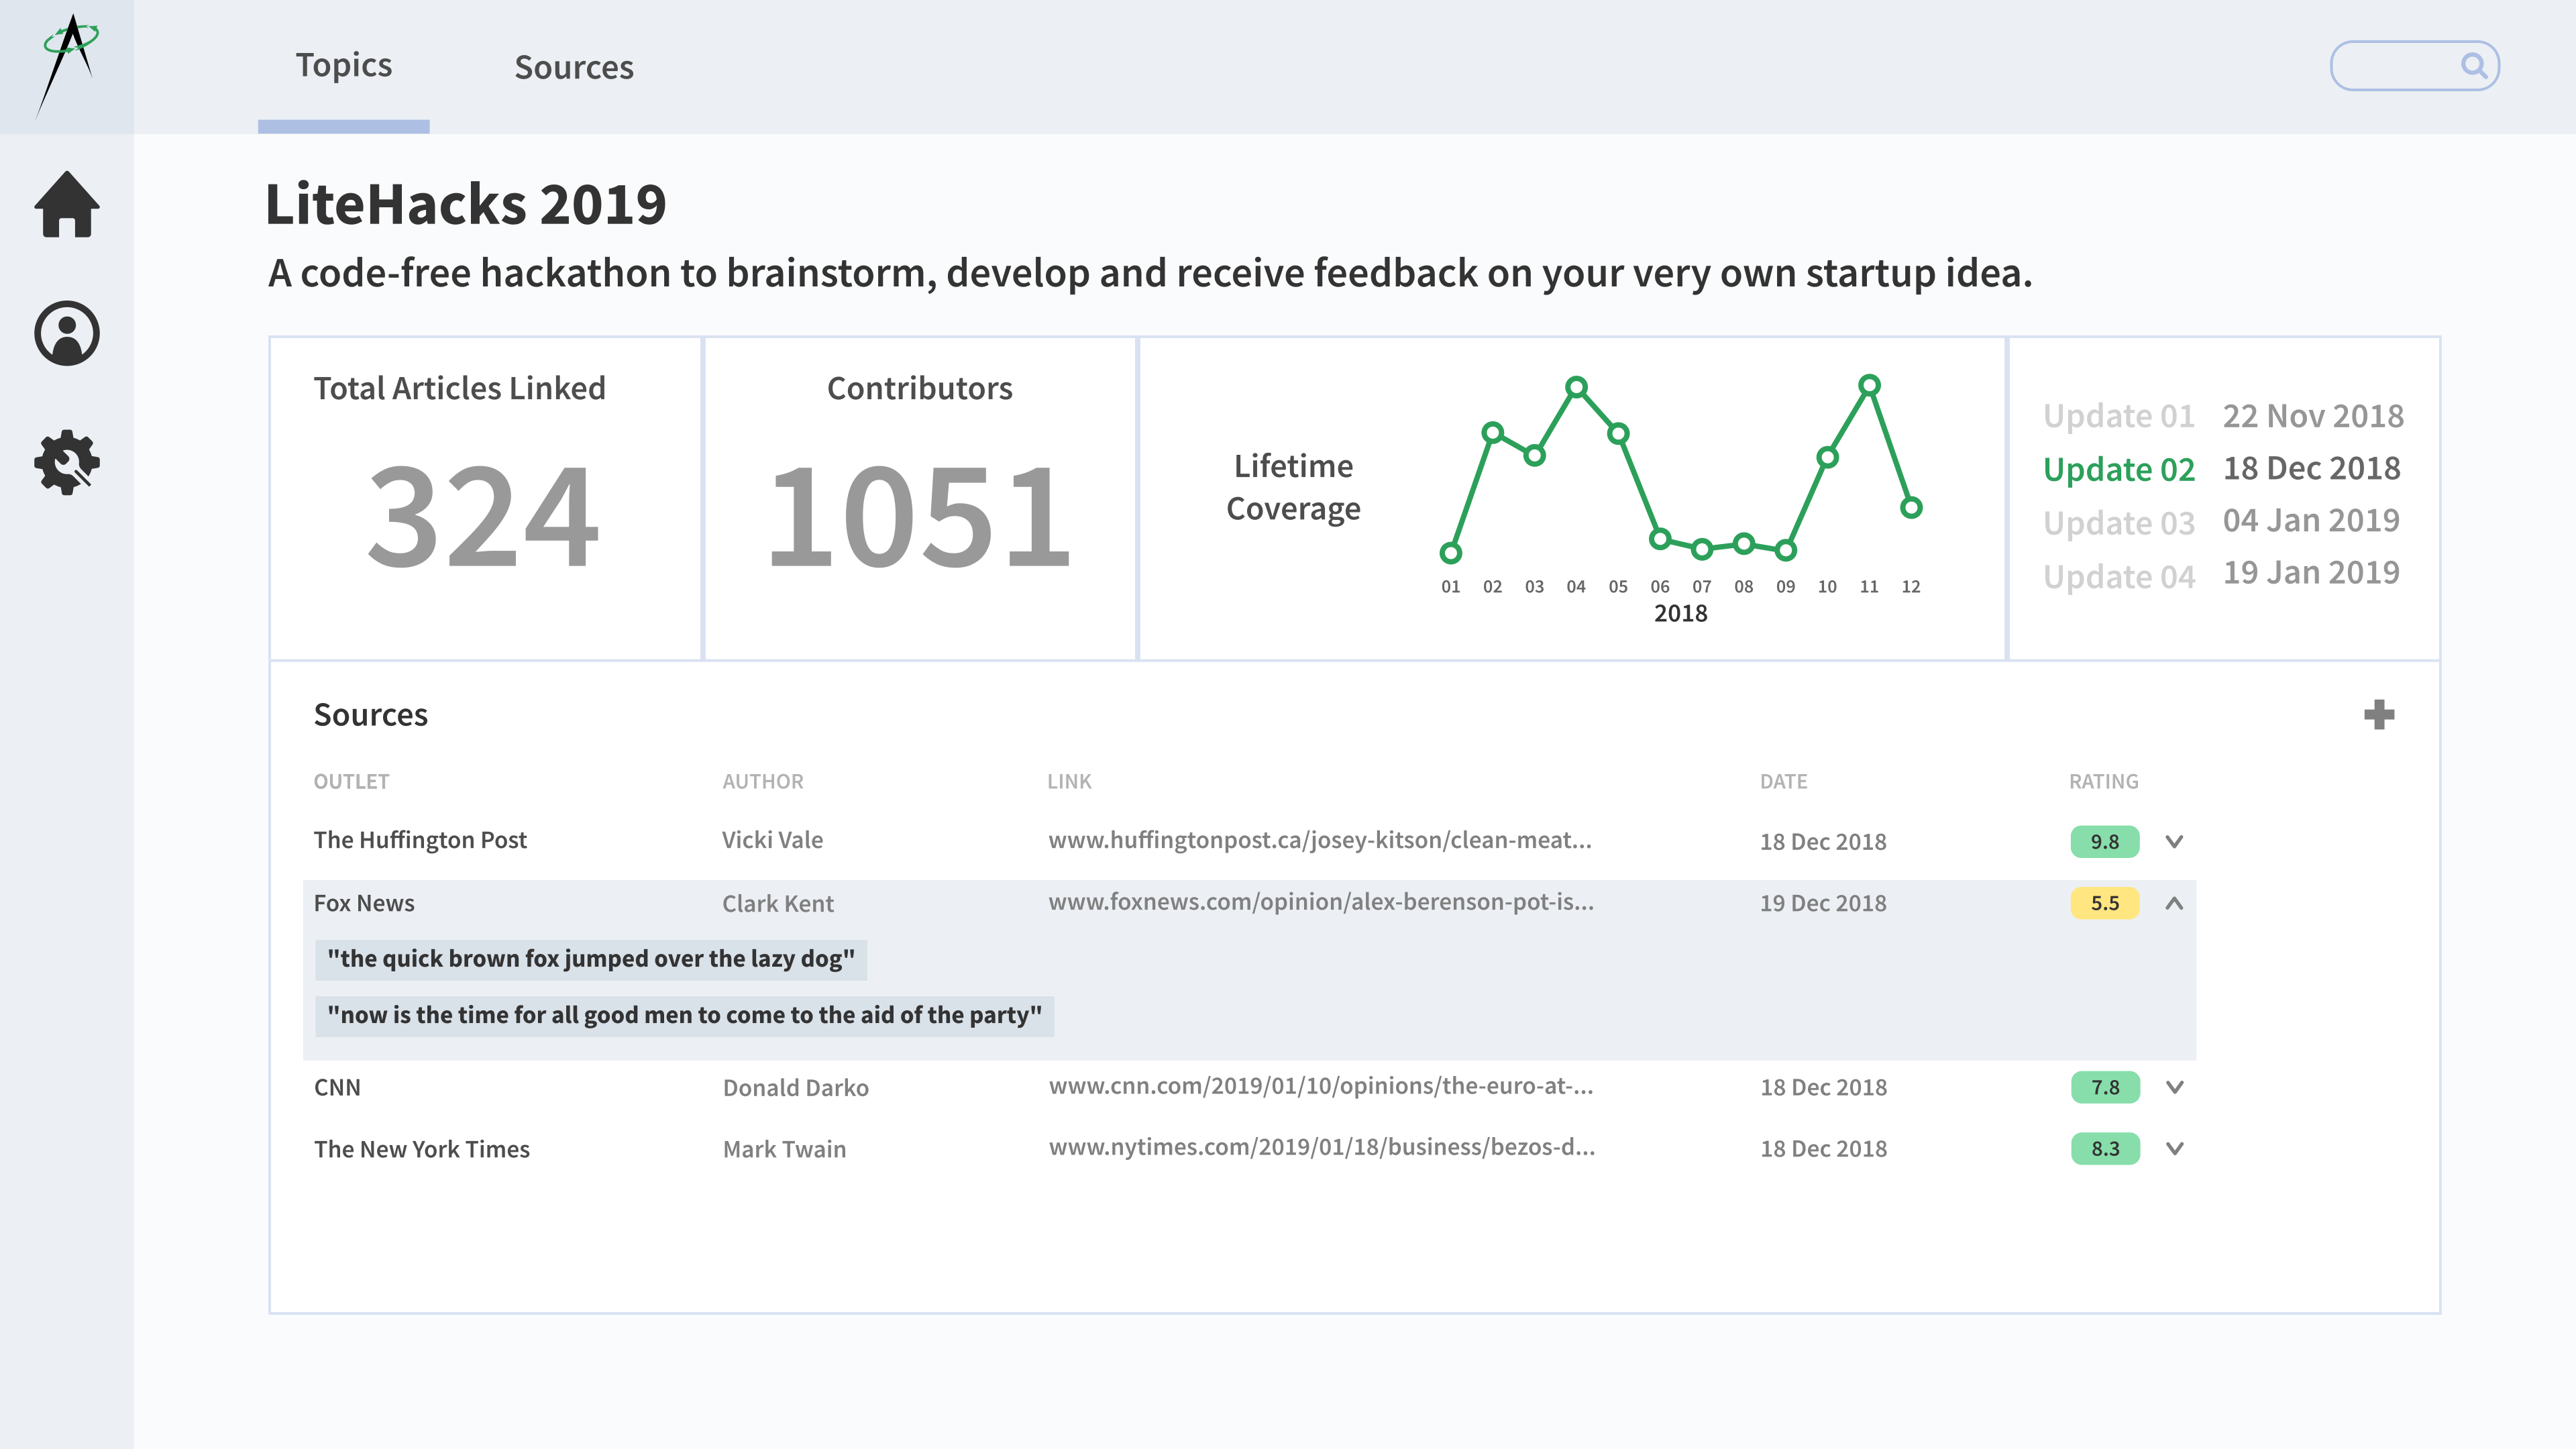 Topics
Sources
LiteHacks 2019
A code-free hackathon to brainstorm, develop and receive feedback on your very own startup idea.
Total Articles Linked
324
Contributors
1051
Lifetime
Coverage
01 02 03 04 05 06 07 08 09 10 11 12
2018
Update 01 22 Nov 2018
Update 02 18 Dec 2018
Update 03 04 Jan 2019
Update 04 19 Jan 2019
Sources
OUTLET AUTHOR LINK DATE RATING
The Huffington Post Vicki Vale www.huffingtonpost.ca/josey-kitson/clean-meat... 18 Dec 2018 9.8
Fox News Clark Kent www.foxnews.com/opinion/alex-berenson-pot-is... 19 Dec 2018 5.5
"the quick brown fox jumped over the lazy dog"
"now is the time for all good men to come to the aid of the party"
CNN Donald Darko www.cnn.com/2019/01/10/opinions/the-euro-at-... 18 Dec 2018 7.8
The New York Times Mark Twain www.nytimes.com/2019/01/18/business/bezos-d... 18 Dec 2018 8.3